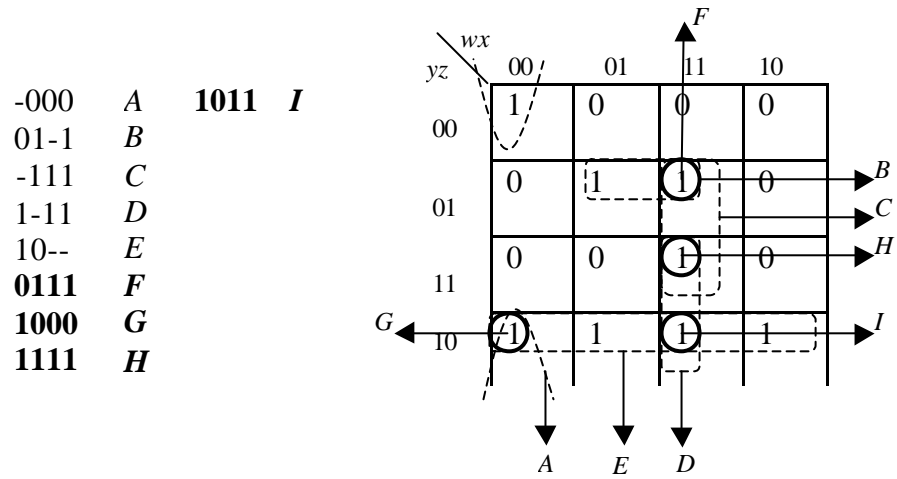 -000 A 1011 I
01-1 B
-111 C
1-11 D
10-- E
0111 F
1000 G
1111 H
F
wx
yz 00 01 11 10
00 1 0 0 0
01 0 1 1 0 B
C
11 0 0 1 0 H
G 10 1 1 1 1 I
A E D